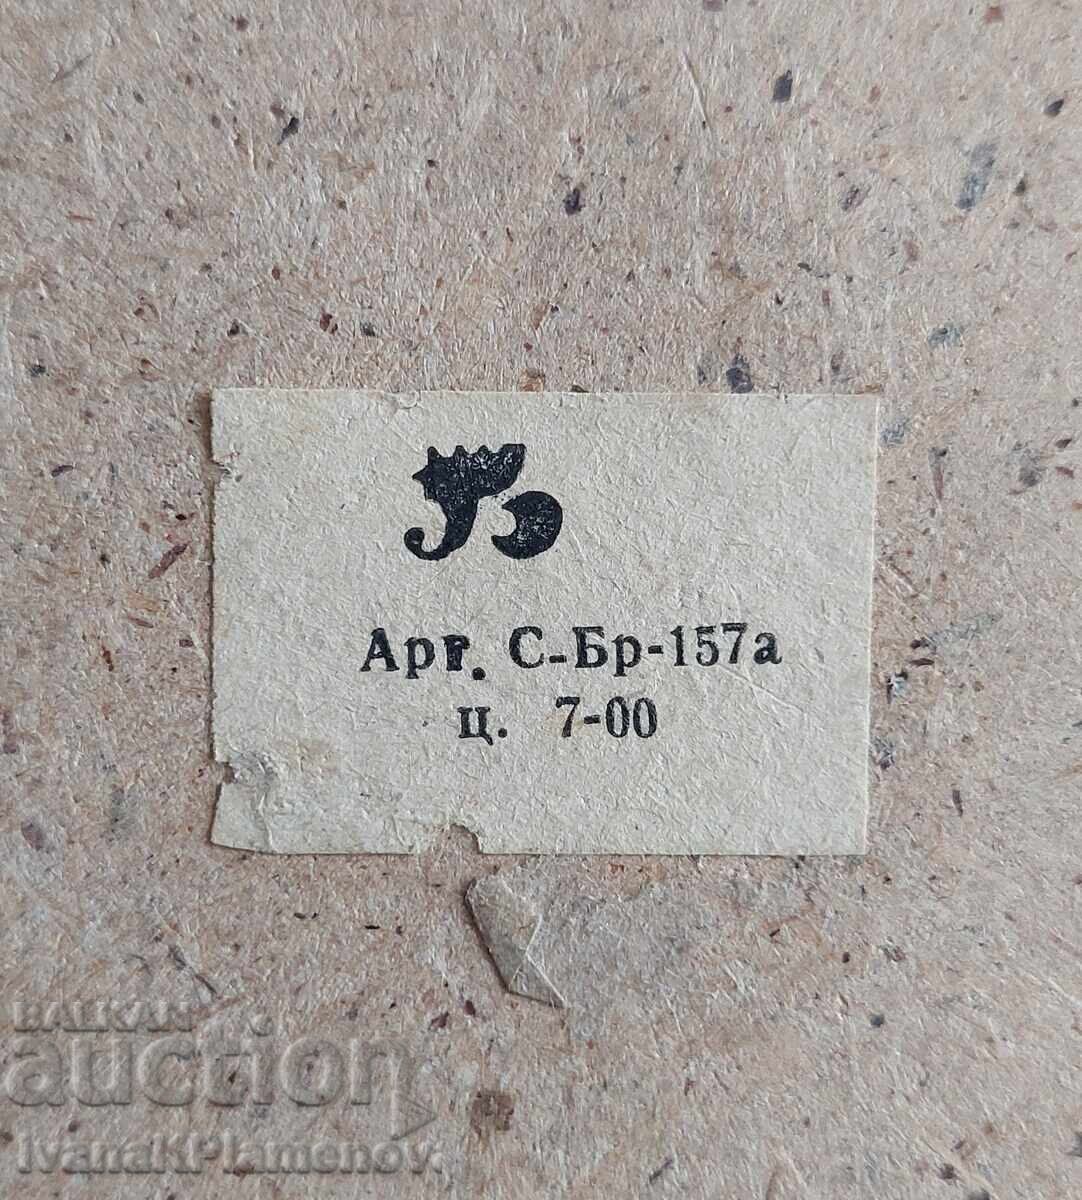 Арт. С-Бр-157а
ц. 7-00
BALKAN
auction
IvanaKPlamenov.